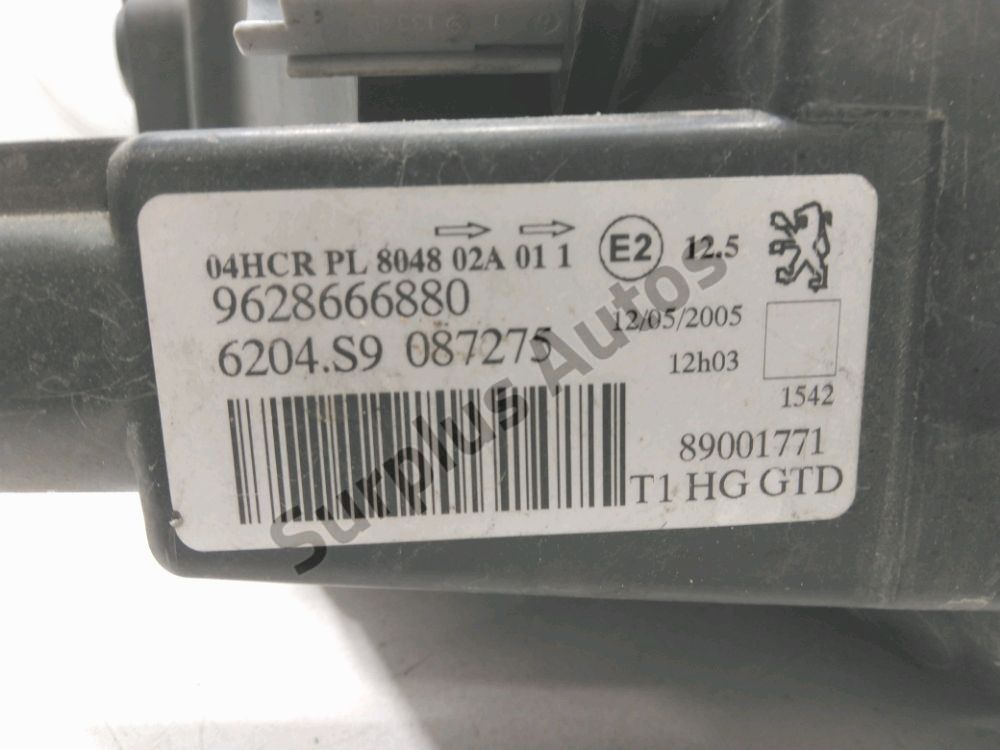 04HCR PL 8048 02A 01 1 E2 12.5
9628666880
6204.S9 087275
12/05/2005
12h03
1542
89001771
T1 HG GTD
Surplus Autos